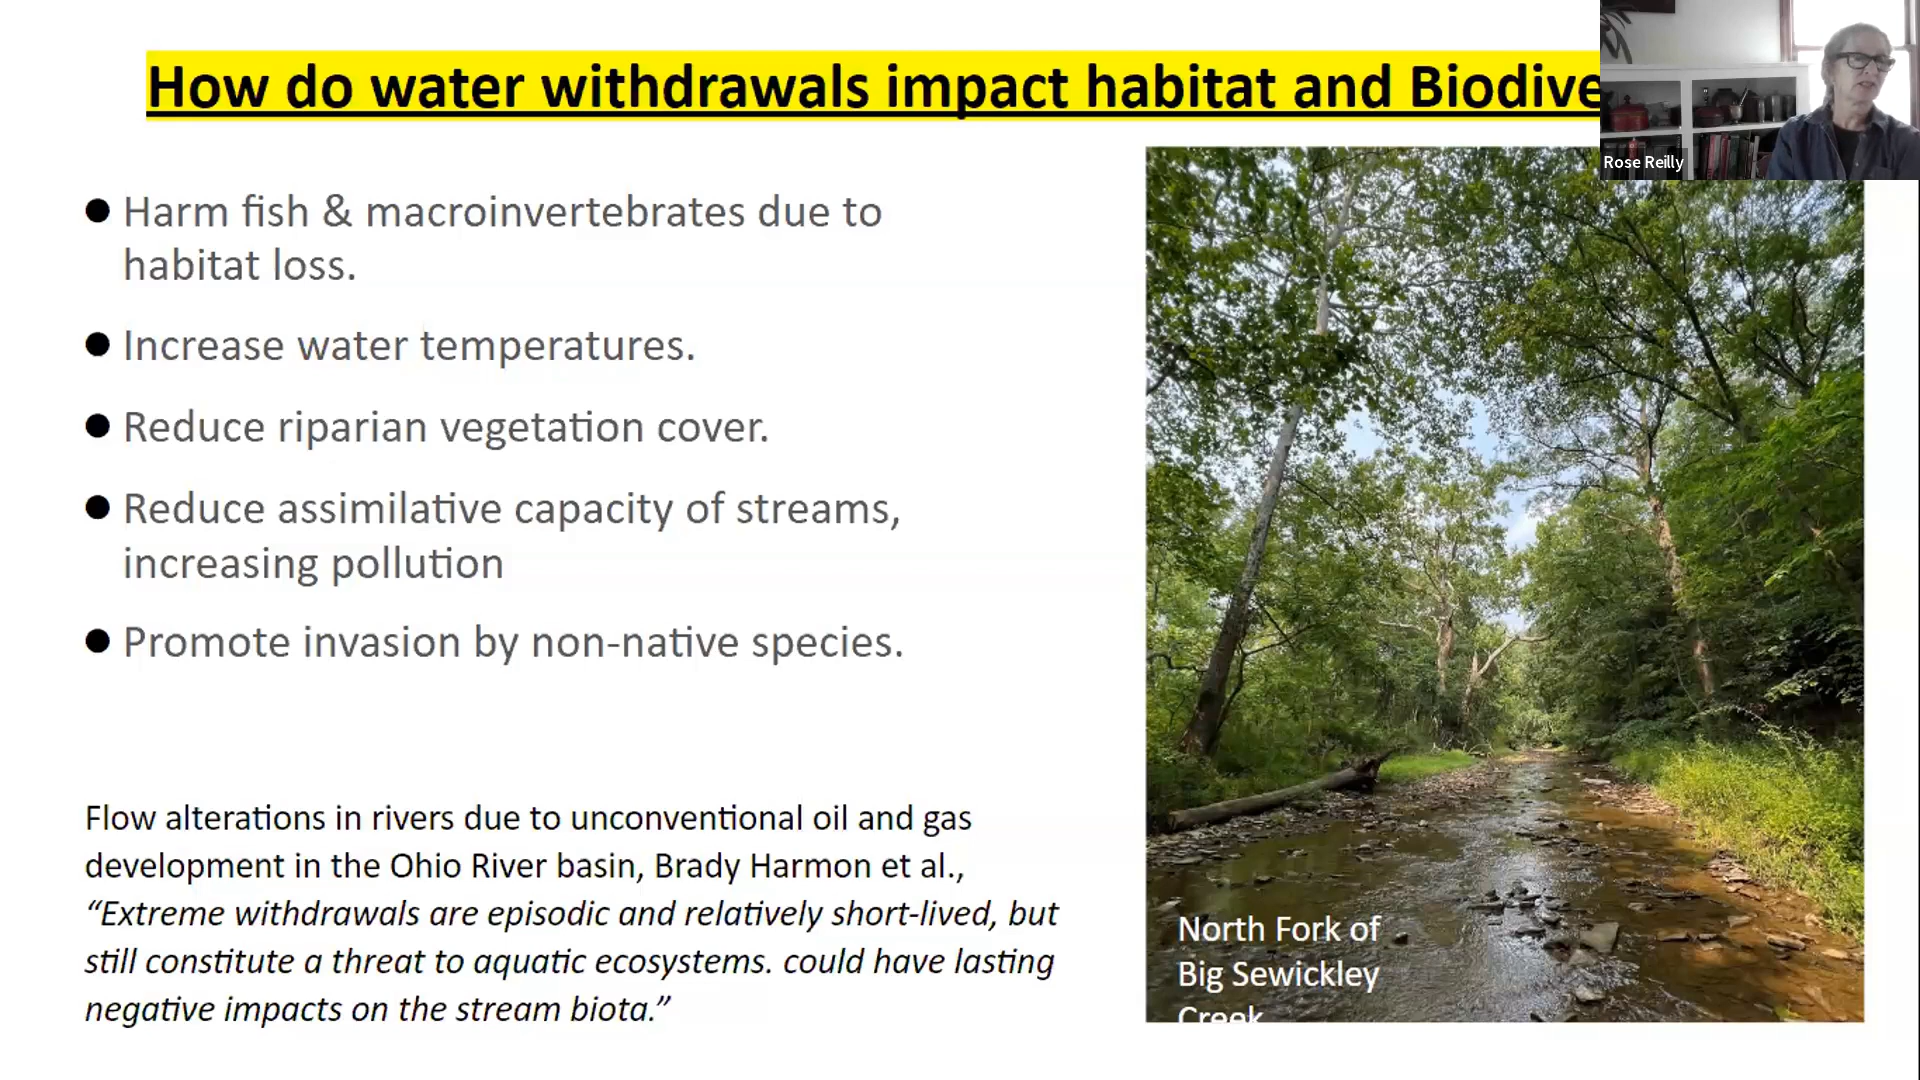 How do water withdrawals impact habitat and Biodive
Rose Reilly
● Harm fish & macroinvertebrates due to
habitat loss.
● Increase water temperatures.
● Reduce riparian vegetation cover.
● Reduce assimilative capacity of streams,
increasing pollution
● Promote invasion by non-native species.
Flow alterations in rivers due to unconventional oil and gas
development in the Ohio River basin, Brady Harmon et al.,
“Extreme withdrawals are episodic and relatively short-lived, but
still constitute a threat to aquatic ecosystems. could have lasting
negative impacts on the stream biota.”
North Fork of
Big Sewickley
Creek